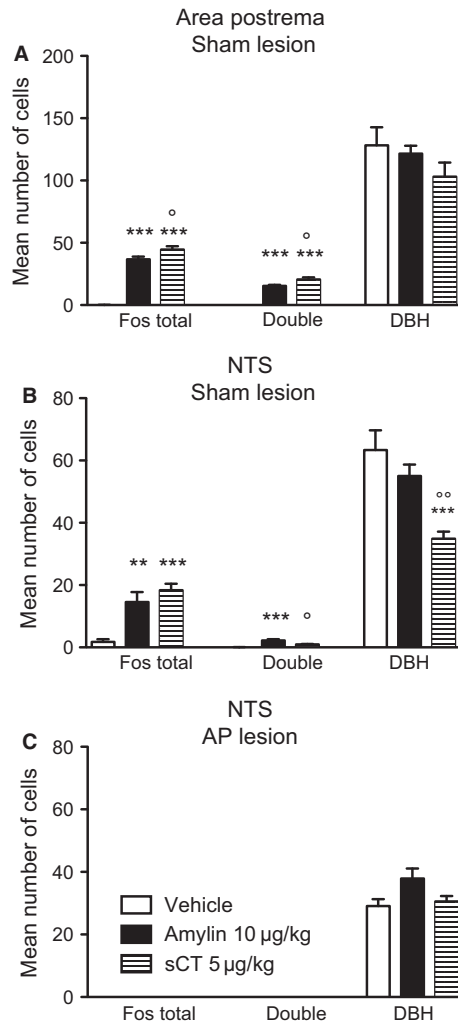 Area postrema
Sham lesion
A
Mean number of cells
200
150
100
50
0
°
*** ***
°
*** ***
Fos total Double DBH
NTS
Sham lesion
B
Mean number of cells
80
60
40
20
0
** ***
*** °
°°
***
Fos total Double DBH
NTS
AP lesion
C
Mean number of cells
80
60
40
20
0
Vehicle
Amylin 10 µg/kg
sCT 5 µg/kg
Fos total Double DBH